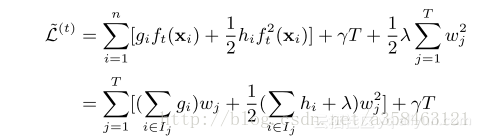 $$\tilde{\mathcal{L}}^{(t)} = \sum_{i=1}^{n} [g_i f_t(\mathbf{x}_i) + \frac{1}{2} h_i f_t^2(\mathbf{x}_i)] + \gamma T + \frac{1}{2} \lambda \sum_{j=1}^{T} w_j^2$$
$$= \sum_{j=1}^{T} [(\sum_{i \in I_j} g_i) w_j + \frac{1}{2} (\sum_{i \in I_j} h_i + \lambda) w_j^2] + \gamma T$$